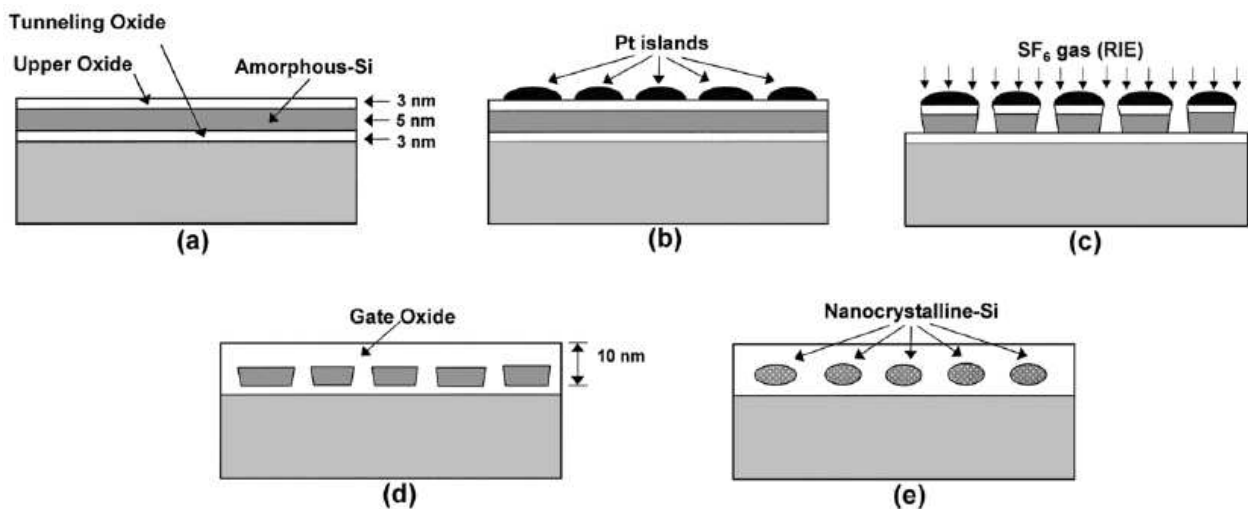 Tunneling Oxide
Upper Oxide
Amorphous-Si
3 nm
5 nm
3 nm
(a)
Pt islands
(b)
SF6 gas (RIE)
(c)
Gate Oxide
10 nm
(d)
Nanocrystalline-Si
(e)